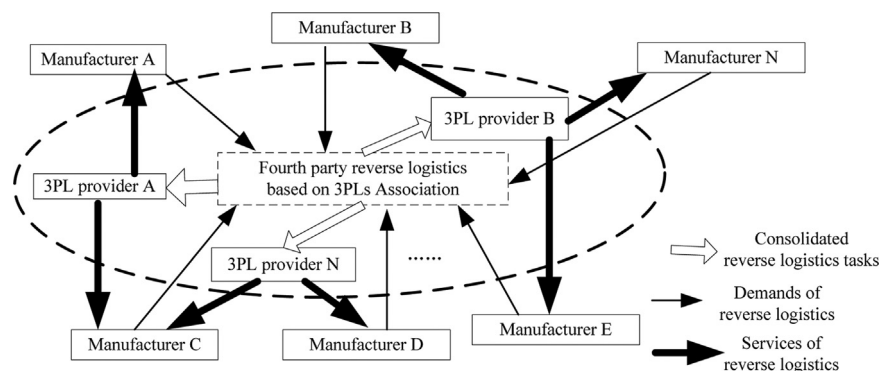 Manufacturer B
Manufacturer A
Manufacturer N
3PL provider B
Fourth party reverse logistics
based on 3PLs Association
3PL provider A
3PL provider N
......
Consolidated
reverse logistics tasks
Demands of
reverse logistics
Manufacturer C
Manufacturer D
Manufacturer E
Services of
reverse logistics